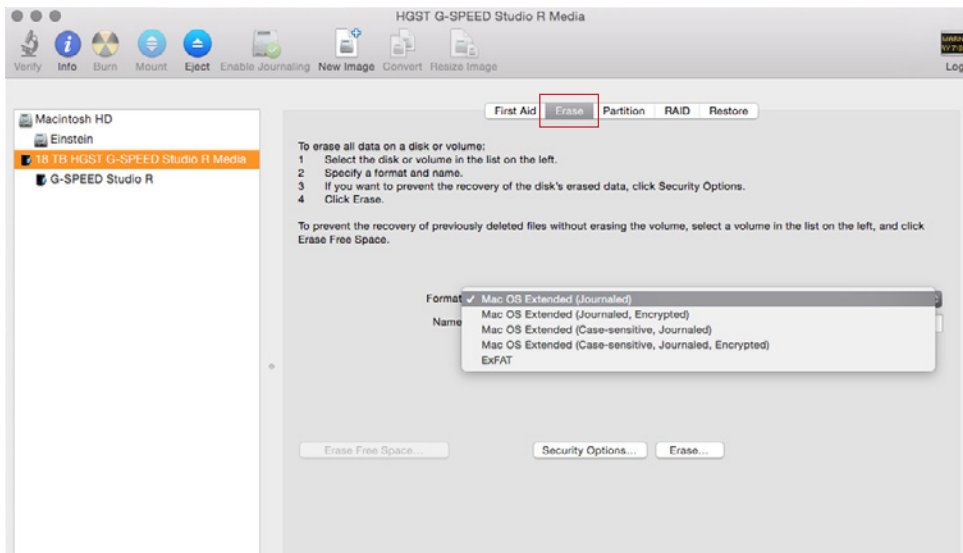 HGST G-SPEED Studio R Media
Verify Info Burn Mount Eject Enable Journaling New Image Convert Resize Image Log
Macintosh HD
Einstein
18 TB HGST G-SPEED Studio R Media
G-SPEED Studio R
First Aid Erase Partition RAID Restore
To erase all data on a disk or volume:
1 Select the disk or volume in the list on the left.
2 Specify a format and name.
3 If you want to prevent the recovery of the disk's erased data, click Security Options.
4 Click Erase.
To prevent the recovery of previously deleted files without erasing the volume, select a volume in the list on the left, and click
Erase Free Space.
Format ✓ Mac OS Extended (Journaled)
Mac OS Extended (Journaled, Encrypted)
Name
Mac OS Extended (Case-sensitive, Journaled)
Mac OS Extended (Case-sensitive, Journaled, Encrypted)
ExFAT
Erase Free Space... Security Options... Erase...